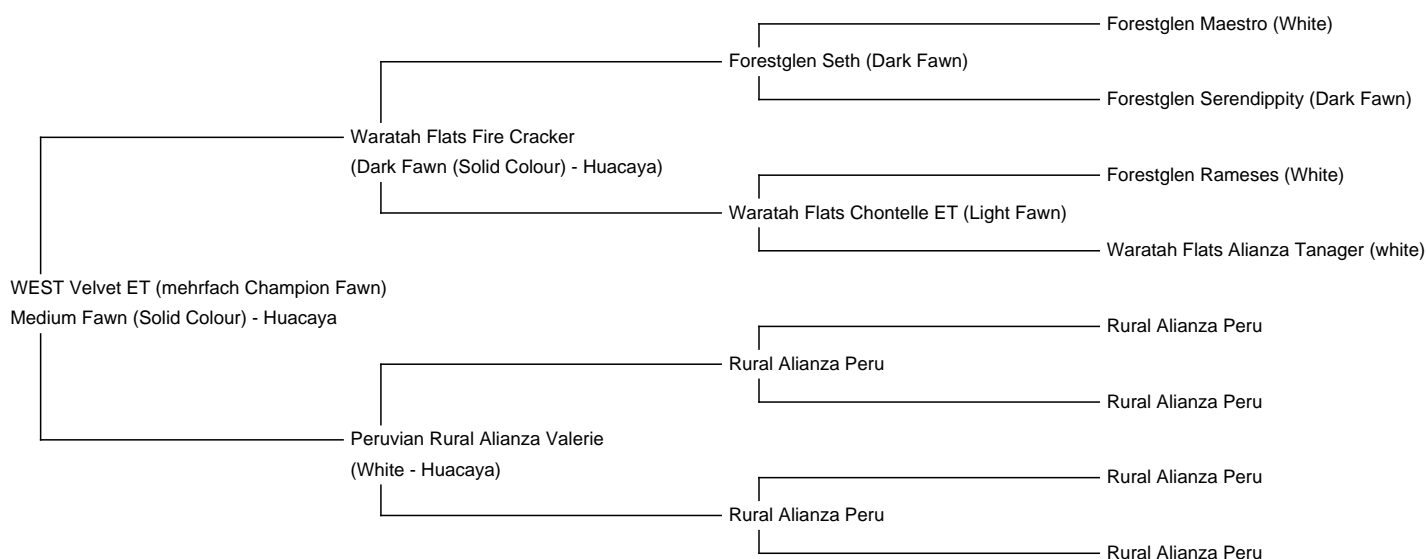 Forestglen Maestro (White)
Forestglen Seth (Dark Fawn)
Forestglen Serendippity (Dark Fawn)
Waratah Flats Fire Cracker
(Dark Fawn (Solid Colour) - Huacaya)
Forestglen Rameses (White)
Waratah Flats Chontelle ET (Light Fawn)
Waratah Flats Alianza Tanager (white)
WEST Velvet ET (mehrfach Champion Fawn)
Medium Fawn (Solid Colour) - Huacaya
Rural Alianza Peru
Rural Alianza Peru
Rural Alianza Peru
Peruvian Rural Alianza Valerie
(White - Huacaya)
Rural Alianza Peru
Rural Alianza Peru
Rural Alianza Peru